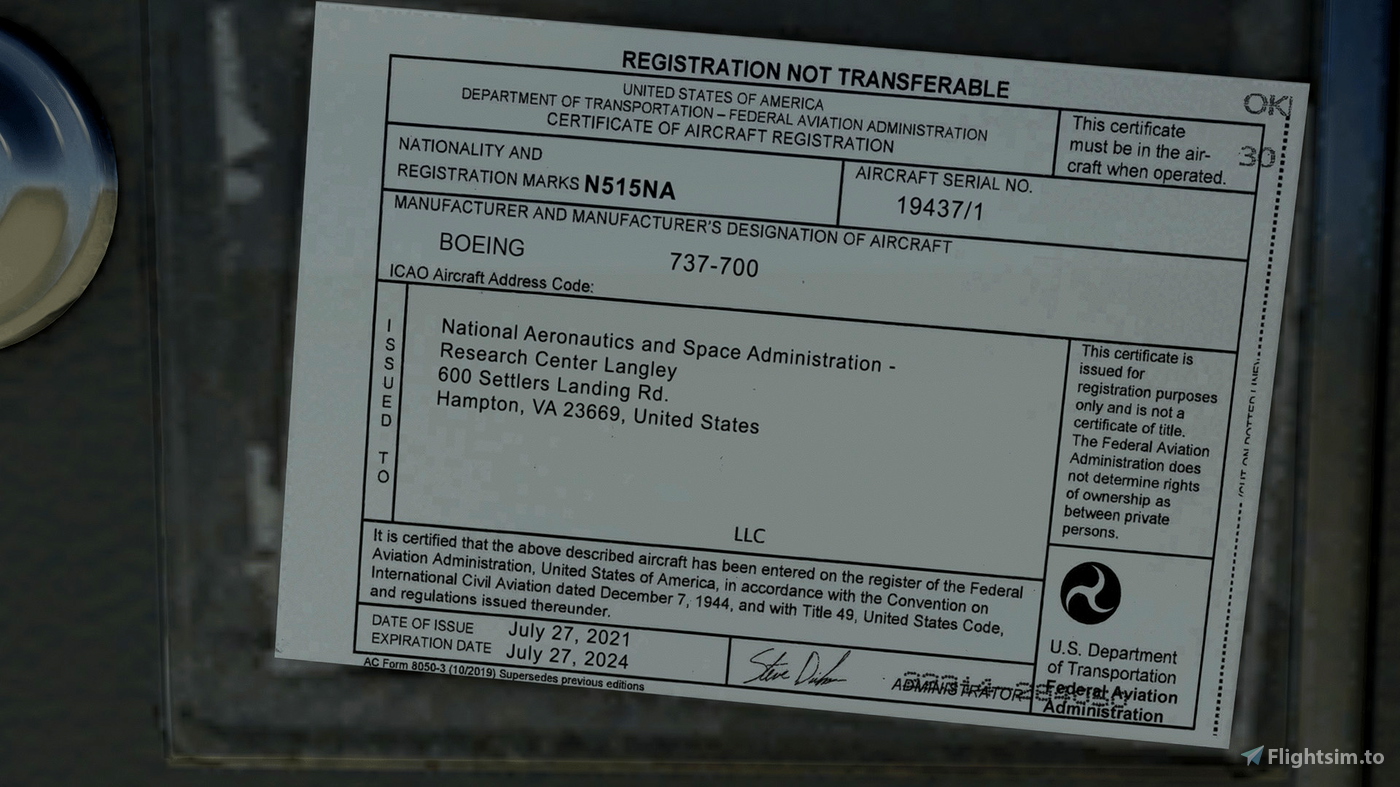 REGISTRATION NOT TRANSFERABLE
UNITED STATES OF AMERICA
DEPARTMENT OF TRANSPORTATION – FEDERAL AVIATION ADMINISTRATION
CERTIFICATE OF AIRCRAFT REGISTRATION
This certificate
must be in the air-
craft when operated.
OK
30
NATIONALITY AND
REGISTRATION MARKS N515NA
AIRCRAFT SERIAL NO.
19437/1
MANUFACTURER AND MANUFACTURER'S DESIGNATION OF AIRCRAFT
BOEING 737-700
ICAO Aircraft Address Code:
ISSUED TO
National Aeronautics and Space Administration -
Research Center Langley
600 Settlers Landing Rd.
Hampton, VA 23669, United States
LLC
This certificate is
issued for
registration purposes
only and is not a
certificate of title.
The Federal Aviation
Administration does
not determine rights
of ownership as
between private
persons.
It is certified that the above described aircraft has been entered on the register of the Federal
Aviation Administration, United States of America, in accordance with the Convention on
International Civil Aviation dated December 7, 1944, and with Title 49, United States Code,
and regulations issued thereunder.
DATE OF ISSUE July 27, 2021
EXPIRATION DATE July 27, 2024
Steve
ADMINISTRATOR
U.S. Department
of Transportation
Federal Aviation
Administration
AC Form 8050-3 (10/2019) Supersedes previous editions
Flightsim.to